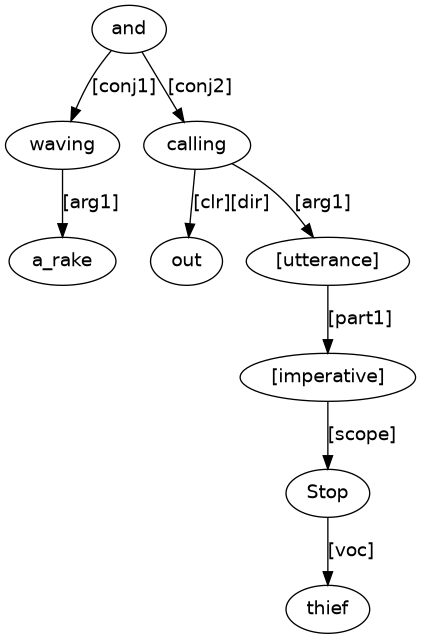 and
[conj1] [conj2]
waving calling
[arg1] [clr][dir] [arg1]
a_rake out [utterance]
[part1]
[imperative]
[scope]
Stop
[voc]
thief